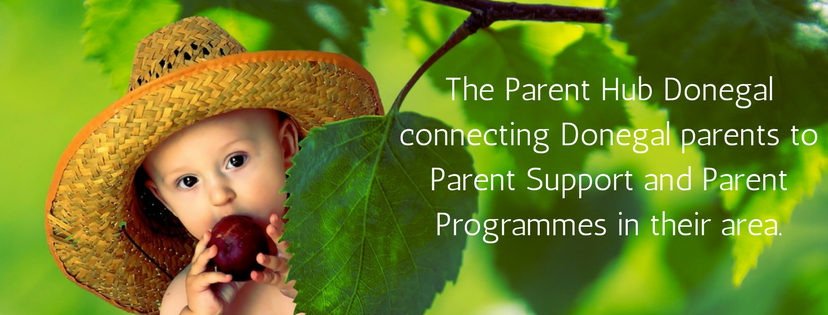 The Parent Hub Donegal
connecting Donegal parents to
Parent Support and Parent
Programmes in their area.